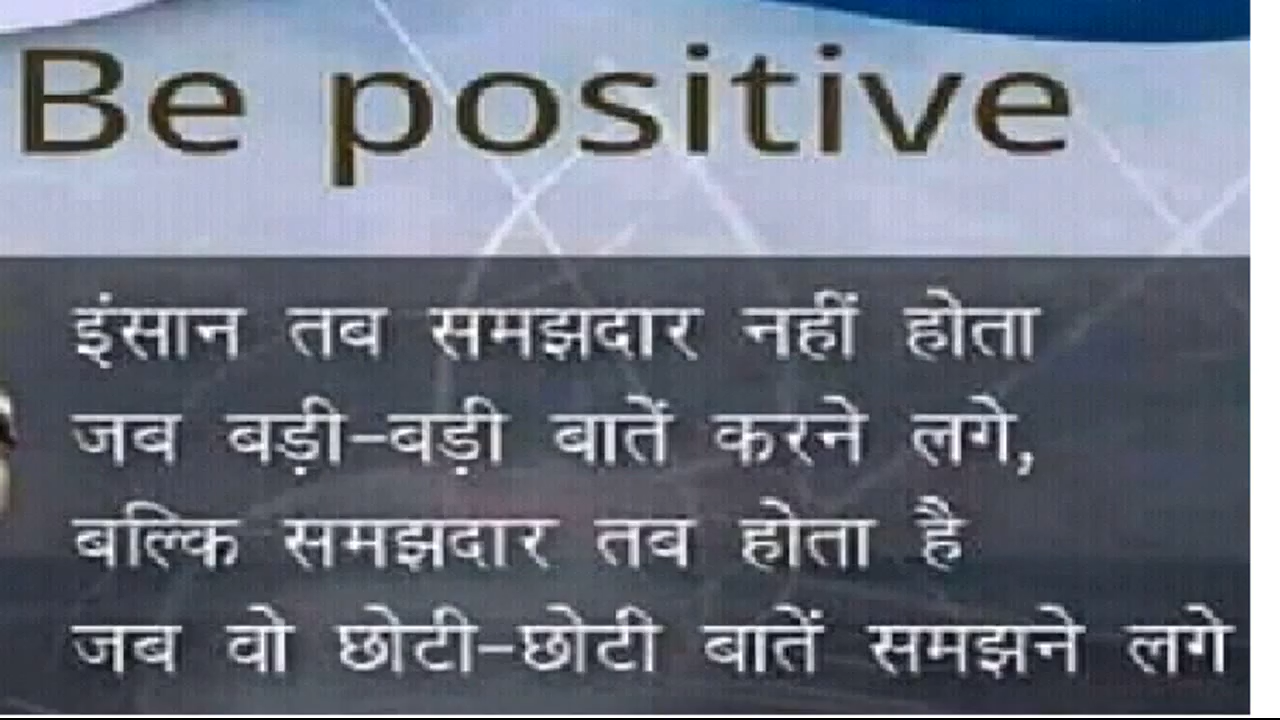 Be positive
इंसान तब समझदार नहीं होता
जब बड़ी-बड़ी बातें करने लगे,
बल्कि समझदार तब होता है
जब वो छोटी-छोटी बातें समझने लगे